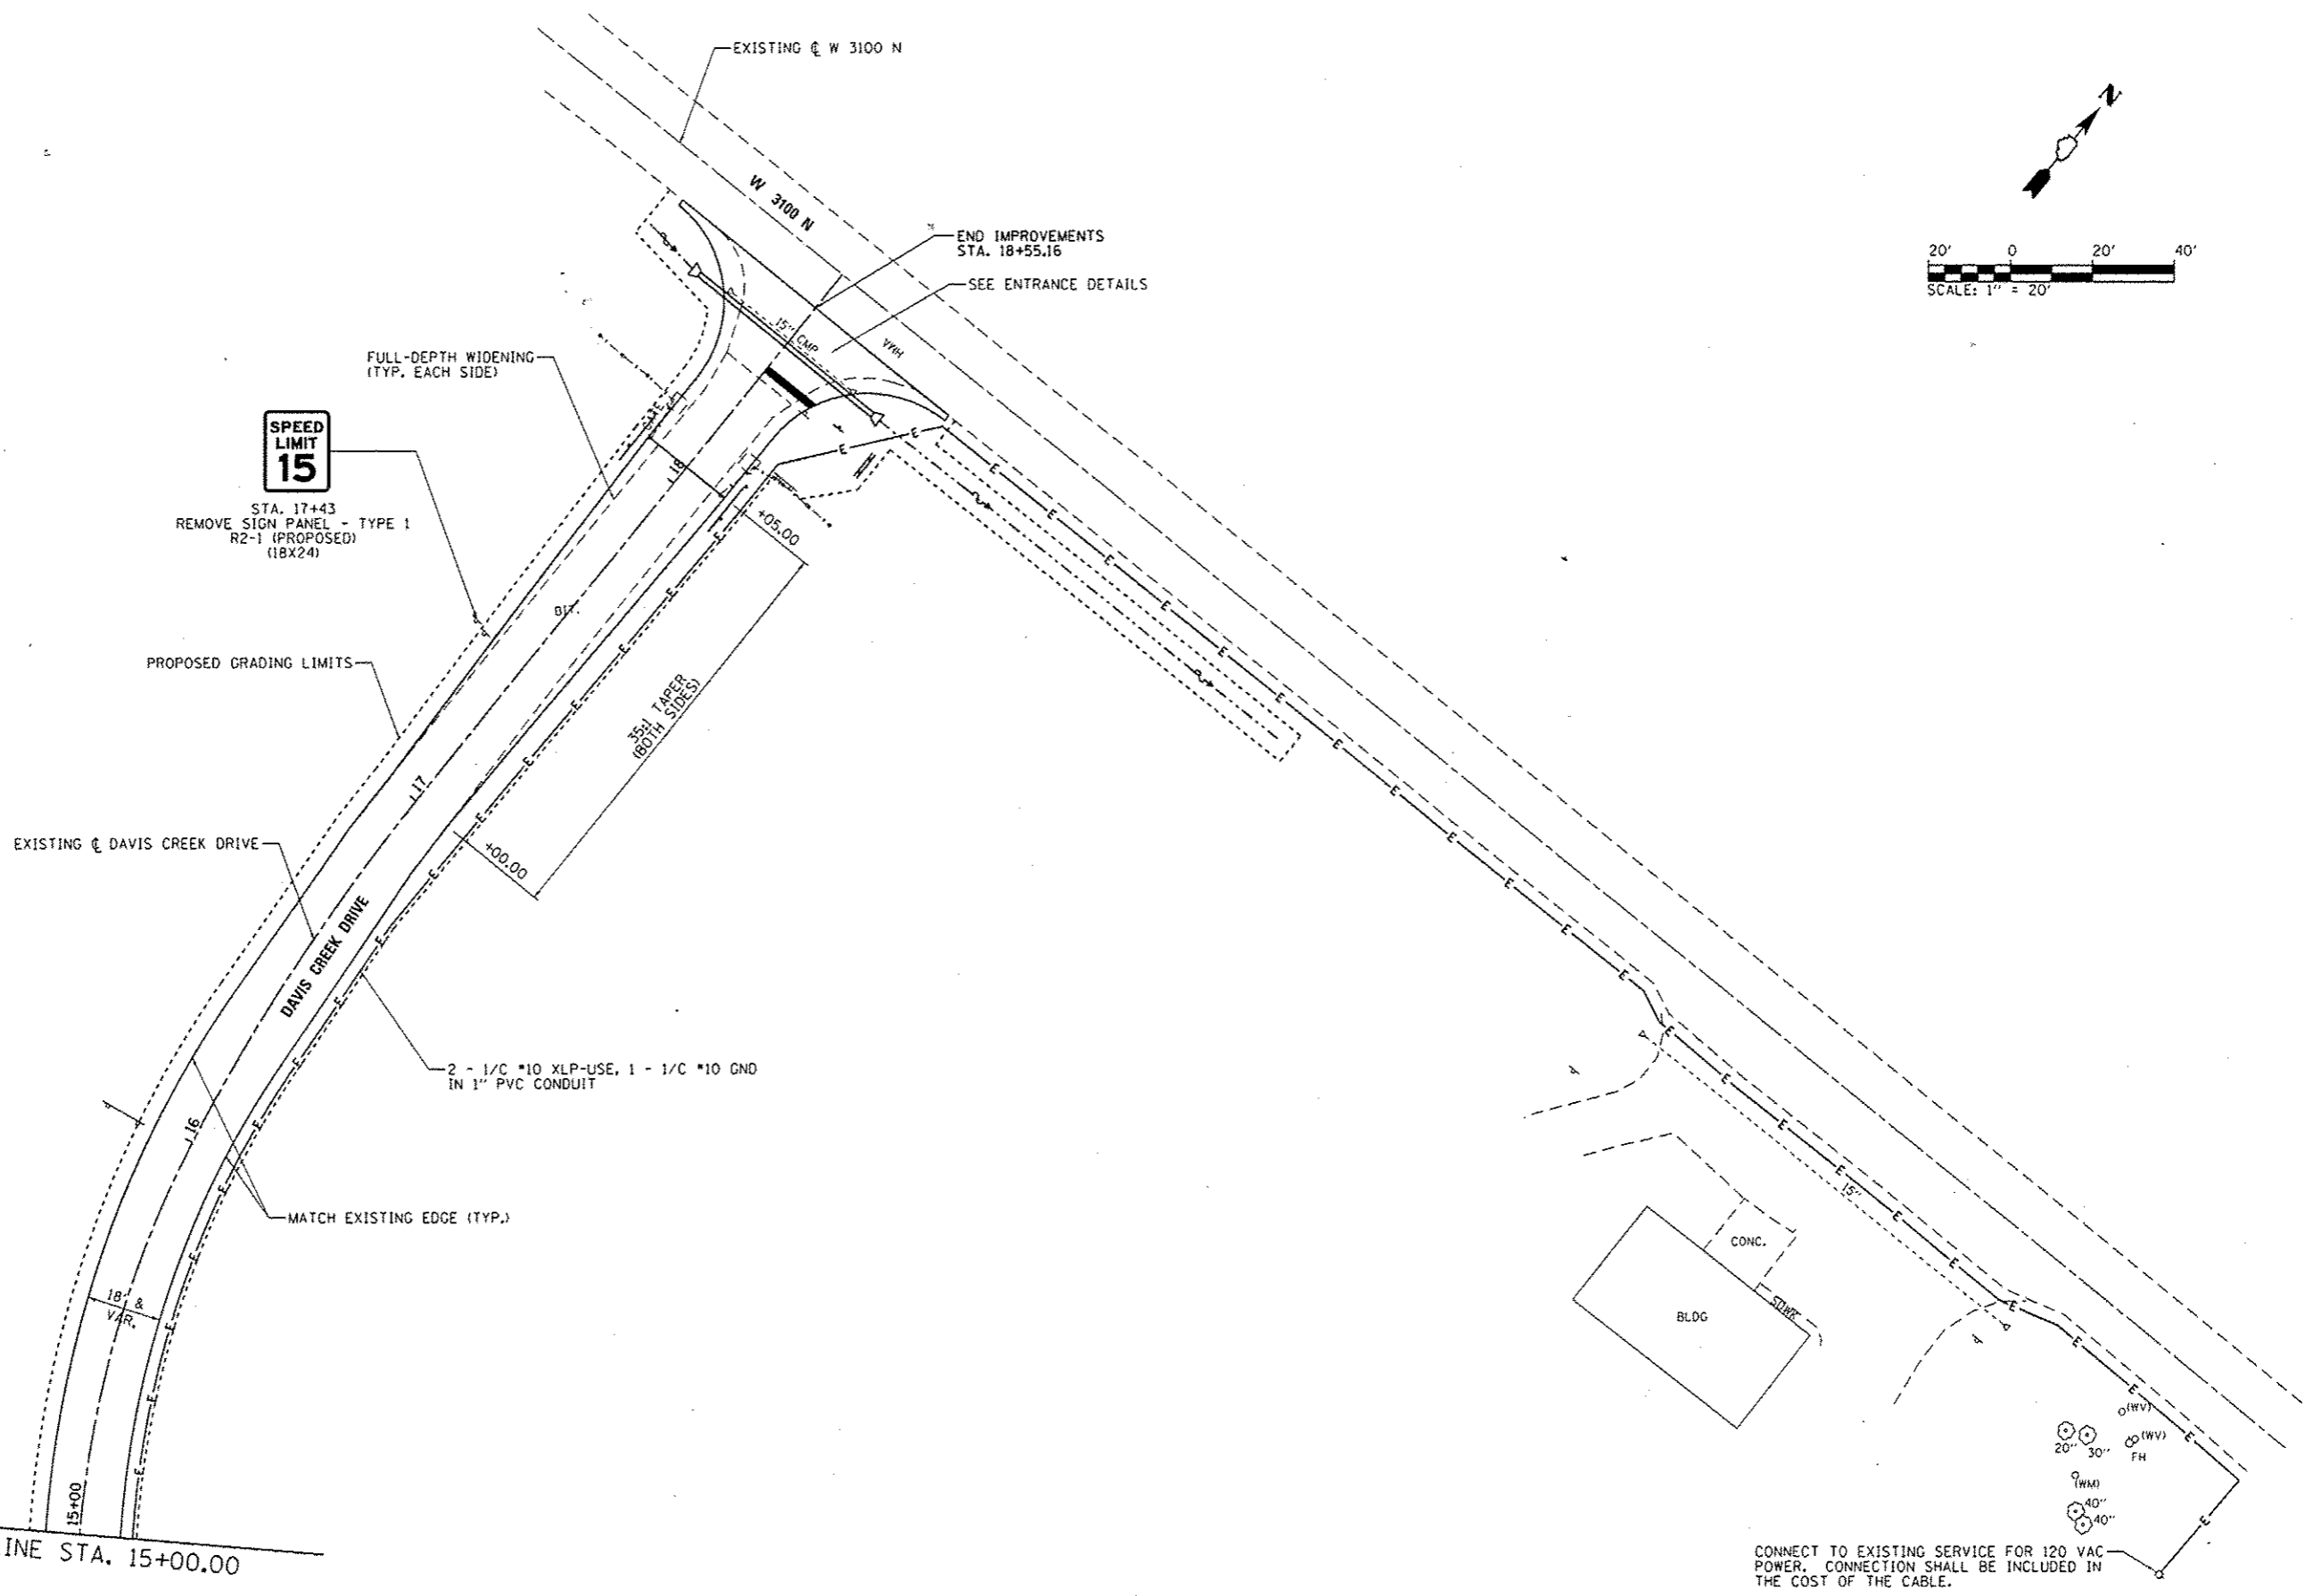 EXISTING ℄ W 3100 N
N
W 3100 N
END IMPROVEMENTS
STA. 18+55.16
SEE ENTRANCE DETAILS
20' 0 20' 40'
SCALE: 1" = 20'
15" CMP
FULL-DEPTH WIDENING
(TYP. EACH SIDE)
SPEED
LIMIT
15
STA. 17+43
REMOVE SIGN PANEL - TYPE 1
R2-1 (PROPOSED)
(18X24)
18
+05.00
BIT.
PROPOSED GRADING LIMITS
35:1 TAPER
(BOTH SIDES)
17
EXISTING ℄ DAVIS CREEK DRIVE
+00.00
DAVIS CREEK DRIVE
2 - 1/C #10 XLP-USE, 1 - 1/C #10 GND
IN 1" PVC CONDUIT
16
15"
MATCH EXISTING EDGE (TYP.)
CONC.
SDWK
BLDG
18' &
VAR.
(WV)
(WV)
20"
30"
FH
(WM)
40"
40"
15+00
INE STA. 15+00.00
CONNECT TO EXISTING SERVICE FOR 120 VAC
POWER. CONNECTION SHALL BE INCLUDED IN
THE COST OF THE CABLE.
E E E E E E E E E E E E E E E E E E E E E E E E E E E E E E E E E E E E E E E E